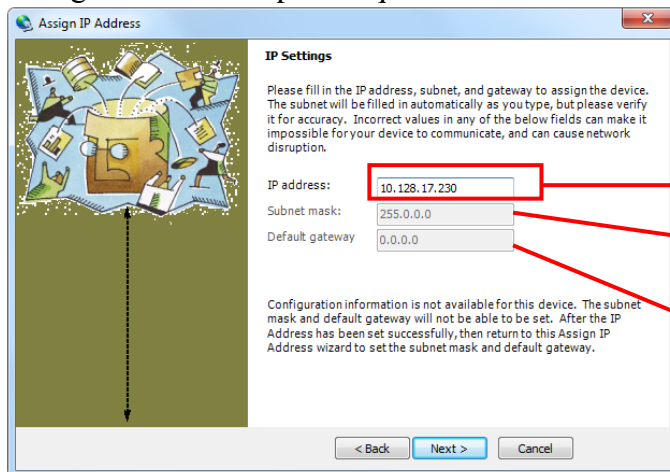 Assign IP Address
IP Settings
Please fill in the IP address, subnet, and gateway to assign the device.
The subnet will be filled in automatically as you type, but please verify
it for accuracy. Incorrect values in any of the below fields can make it
impossible for your device to communicate, and can cause network
disruption.
IP address: 10.128.17.230
Subnet mask: 255.0.0.0
Default gateway 0.0.0.0
Configuration information is not available for this device. The subnet
mask and default gateway will not be able to be set. After the IP
Address has been set successfully, then return to this Assign IP
Address wizard to set the subnet mask and default gateway.
< Back Next > Cancel